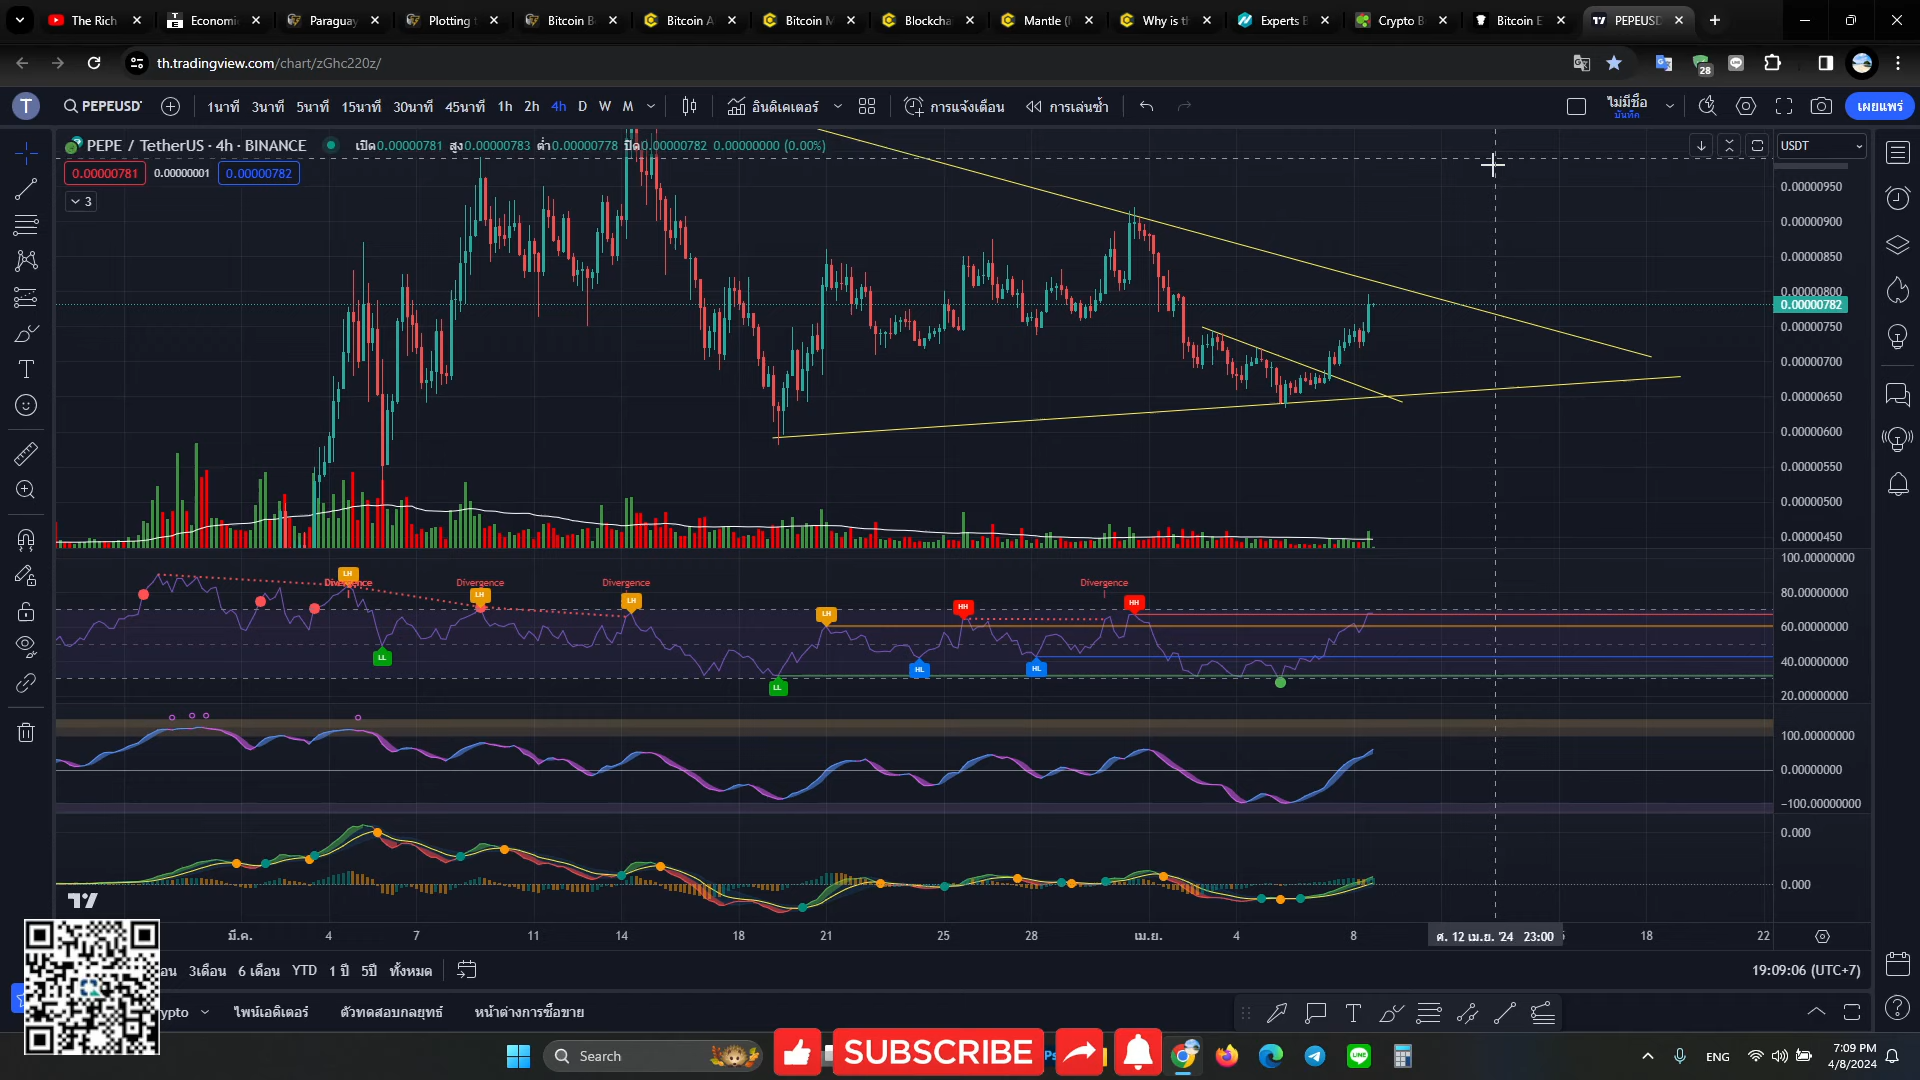 The Rich
Economi
Paraguay
Plotting t
Bitcoin B
Bitcoin A
Bitcoin M
Blockcha
Mantle (
Why is th
Experts B
Crypto B
Bitcoin E
PEPEUSD
th.tradingview.com/chart/zGhc220z/
28
T
PEPEUSD
1นาที 3นาที 5นาที 15นาที 30นาที 45นาที 1h 2h 4h D W M
อินดิเคเตอร์
การแจ้งเตือน
การเล่นซ้ำ
ไม่มีชื่อ
บันทึก
เผยแพร่
PEPE / TetherUS · 4h · BINANCE
เปิด0.00000781 สูง0.00000783 ต่ำ0.00000778 ปิด0.00000782 0.00000000 (0.00%)
USDT
0.00000781
0.00000001
0.00000782
3
0.00000950
0.00000900
0.00000850
0.00000800
0.00000782
0.00000750
0.00000700
0.00000650
0.00000600
0.00000550
0.00000500
0.00000450
100.00000000
80.00000000
60.00000000
40.00000000
20.00000000
Divergence
Divergence
Divergence
Divergence
LH
LH
LH
LH
HH
HH
LL
LL
HL
HL
100.00000000
0.00000000
−100.00000000
0.000
0.000
มี.ค. 4 7 11 14 18 21 25 28 เม.ย. 4 8
ศ. 12 เม.ย. '24 23:00
18 22
3เดือน 6 เดือน YTD 1 ปี 5ปี ทั้งหมด
19:09:06 (UTC+7)
ypto
ไพน์เอดิเตอร์
ตัวทดสอบกลยุทธ์
หน้าต่างการซื้อขาย
Search
SUBSCRIBE
Ps
LINE
ENG
7:09 PM
4/8/2024